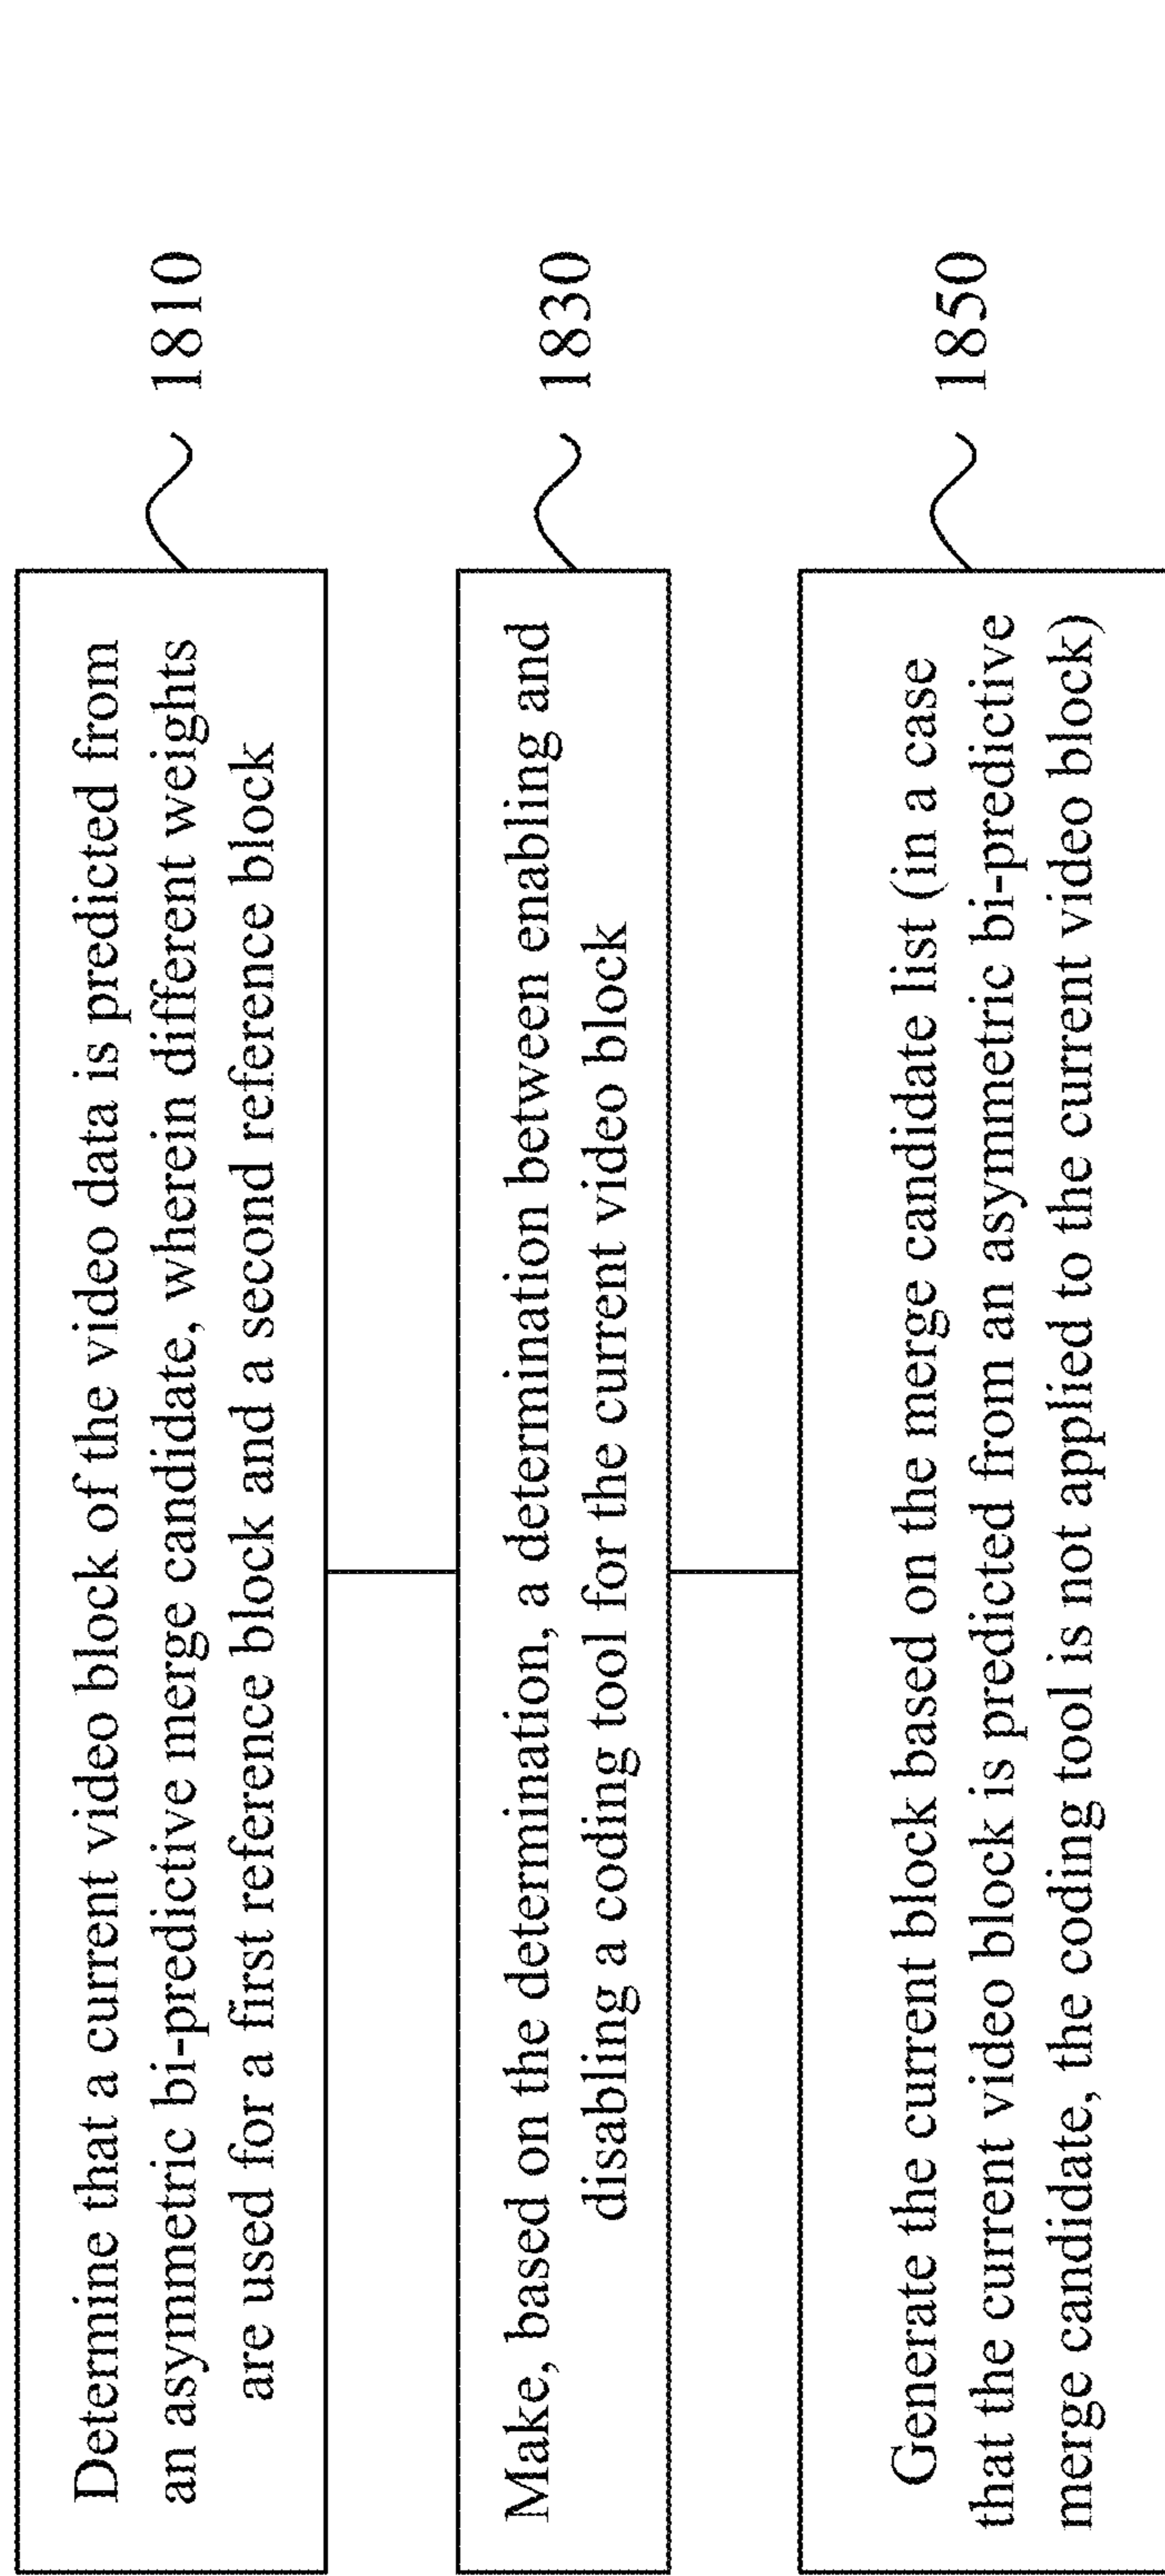 Determine that a current video block of the video data is predicted from
an asymmetric bi-predictive merge candidate, wherein different weights
are used for a first reference block and a second reference block
1810
Make, based on the determination, a determination between enabling and
disabling a coding tool for the current video block
1830
Generate the current block based on the merge candidate list (in a case
that the current video block is predicted from an asymmetric bi-predictive
merge candidate, the coding tool is not applied to the current video block)
1850